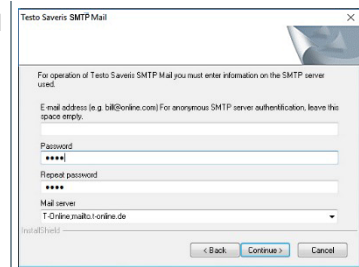 Testo Saveris SMTP Mail
For operation of Testo Saveris SMTP Mail you must enter information on the SMTP server
used.
E-mail address (e.g. bill@online.com) For anonymous SMTP server authentification, leave this
space empty.
Password
••••
Repeat password
••••
Mail server
T-Online;mailto.t-online.de
InstallShield
< Back
Continue >
Cancel